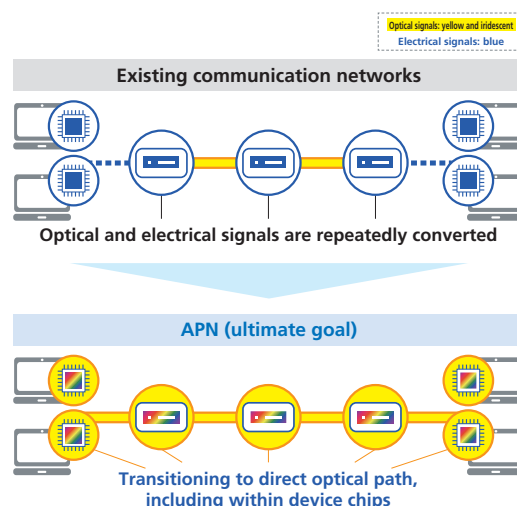 Optical signals: yellow and iridescent
Electrical signals: blue
Existing communication networks
Optical and electrical signals are repeatedly converted
APN (ultimate goal)
Transitioning to direct optical path,
including within device chips